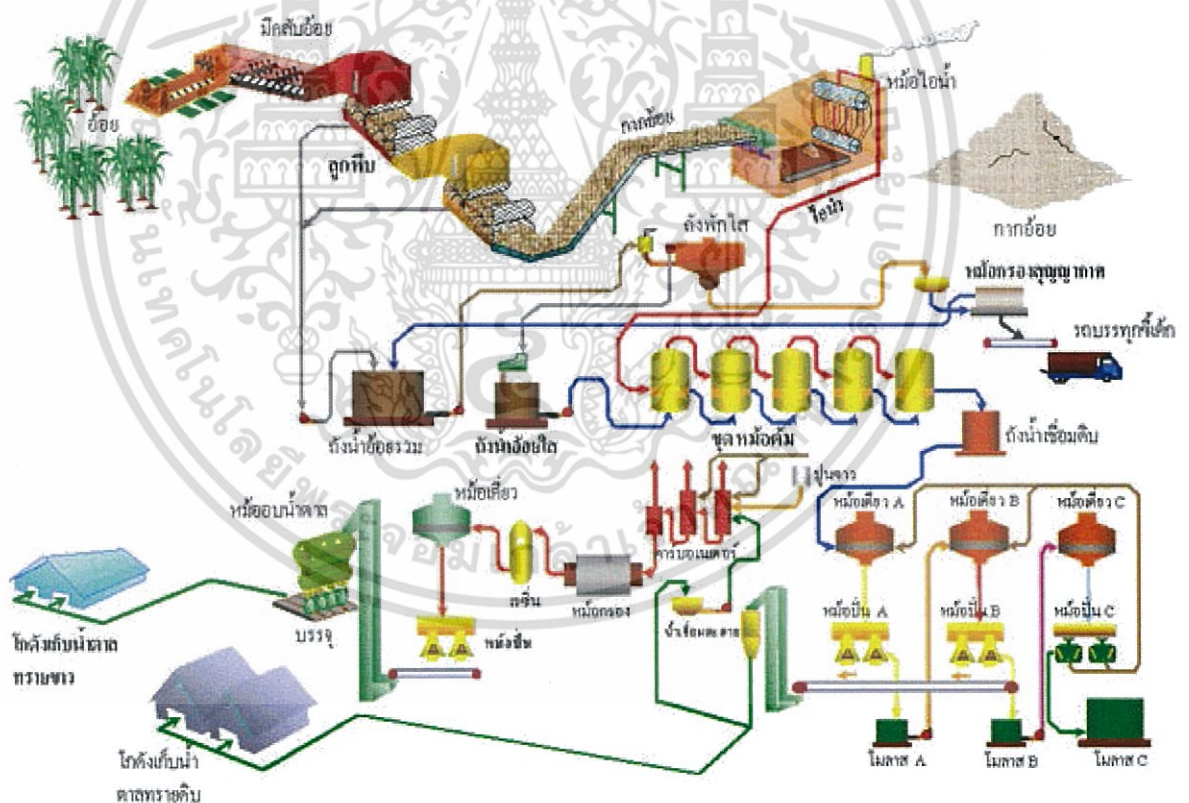 มีดสับอ้อย
อ้อย
ลูกหีบ
กากอ้อย
หม้อไอน้ำ
ไอน้ำ
กากอ้อย
ถังพักใส
หม้อกรองสุญญากาศ
รถบรรทุกขี้เค้ก
ถังน้ำอ้อยรวม
ถังน้ำอ้อยใส
ชุดหม้อต้ม
ถังน้ำเชื่อมดิบ
ปูนขาว
หม้อเคี่ยว
หม้ออบน้ำตาล
หม้อเคี่ยว A
หม้อเคี่ยว B
หม้อเคี่ยว C
คาร์บอเนเตอร์
เรซิ่น
หม้อกรอง
หม้อปั่น
บรรจุ
น้ำเชื่อมละลาย
หม้อปั่น A
หม้อปั่น B
หม้อปั่น C
โกดังเก็บน้ำตาล
ทรายขาว
โกดังเก็บน้ำ
ตาลทรายดิบ
โมลาส A
โมลาส B
โมลาส C